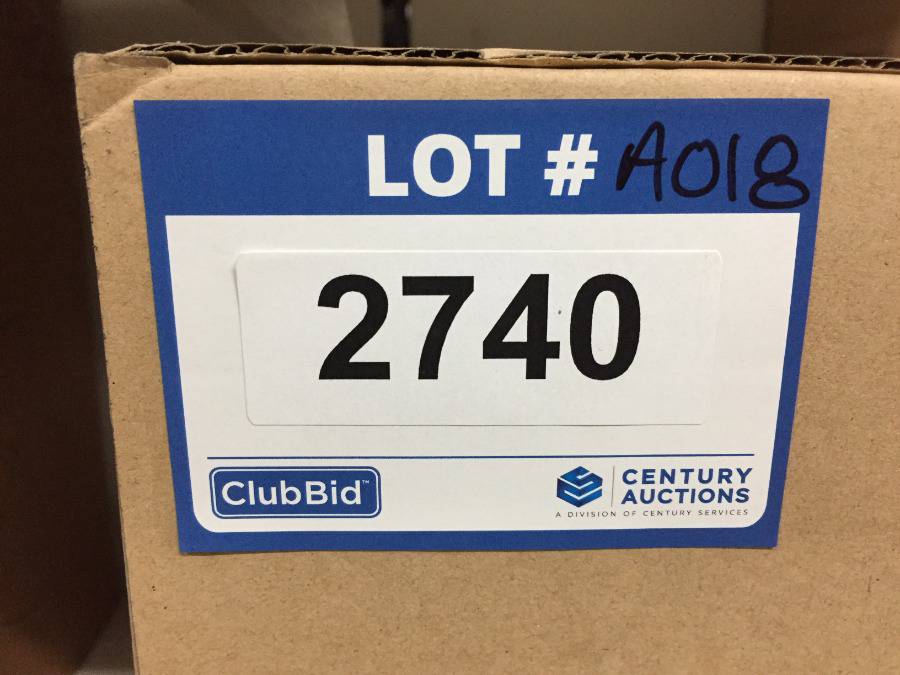 LOT # A018
2740
ClubBid™
CENTURY
AUCTIONS
A DIVISION OF CENTURY SERVICES